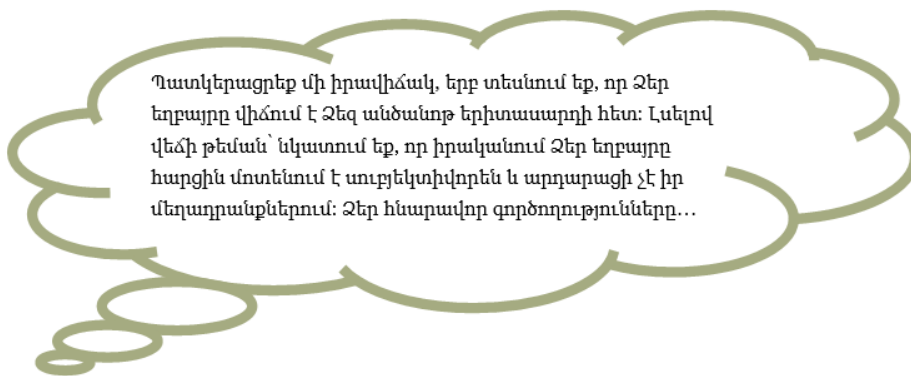 Պատկերացրեք մի իրավիճակ, երբ տեսնում եք, որ Ձեր
եղբայրը վիճում է Ձեզ անծանոթ երիտասարդի հետ: Լսելով
վեճի թեման՝ նկատում եք, որ իրականում Ձեր եղբայրը
հարցին մոտենում է սուբյեկտիվորեն և արդարացի չէ իր
մեղադրանքներում: Ձեր հնարավոր գործողությունները…